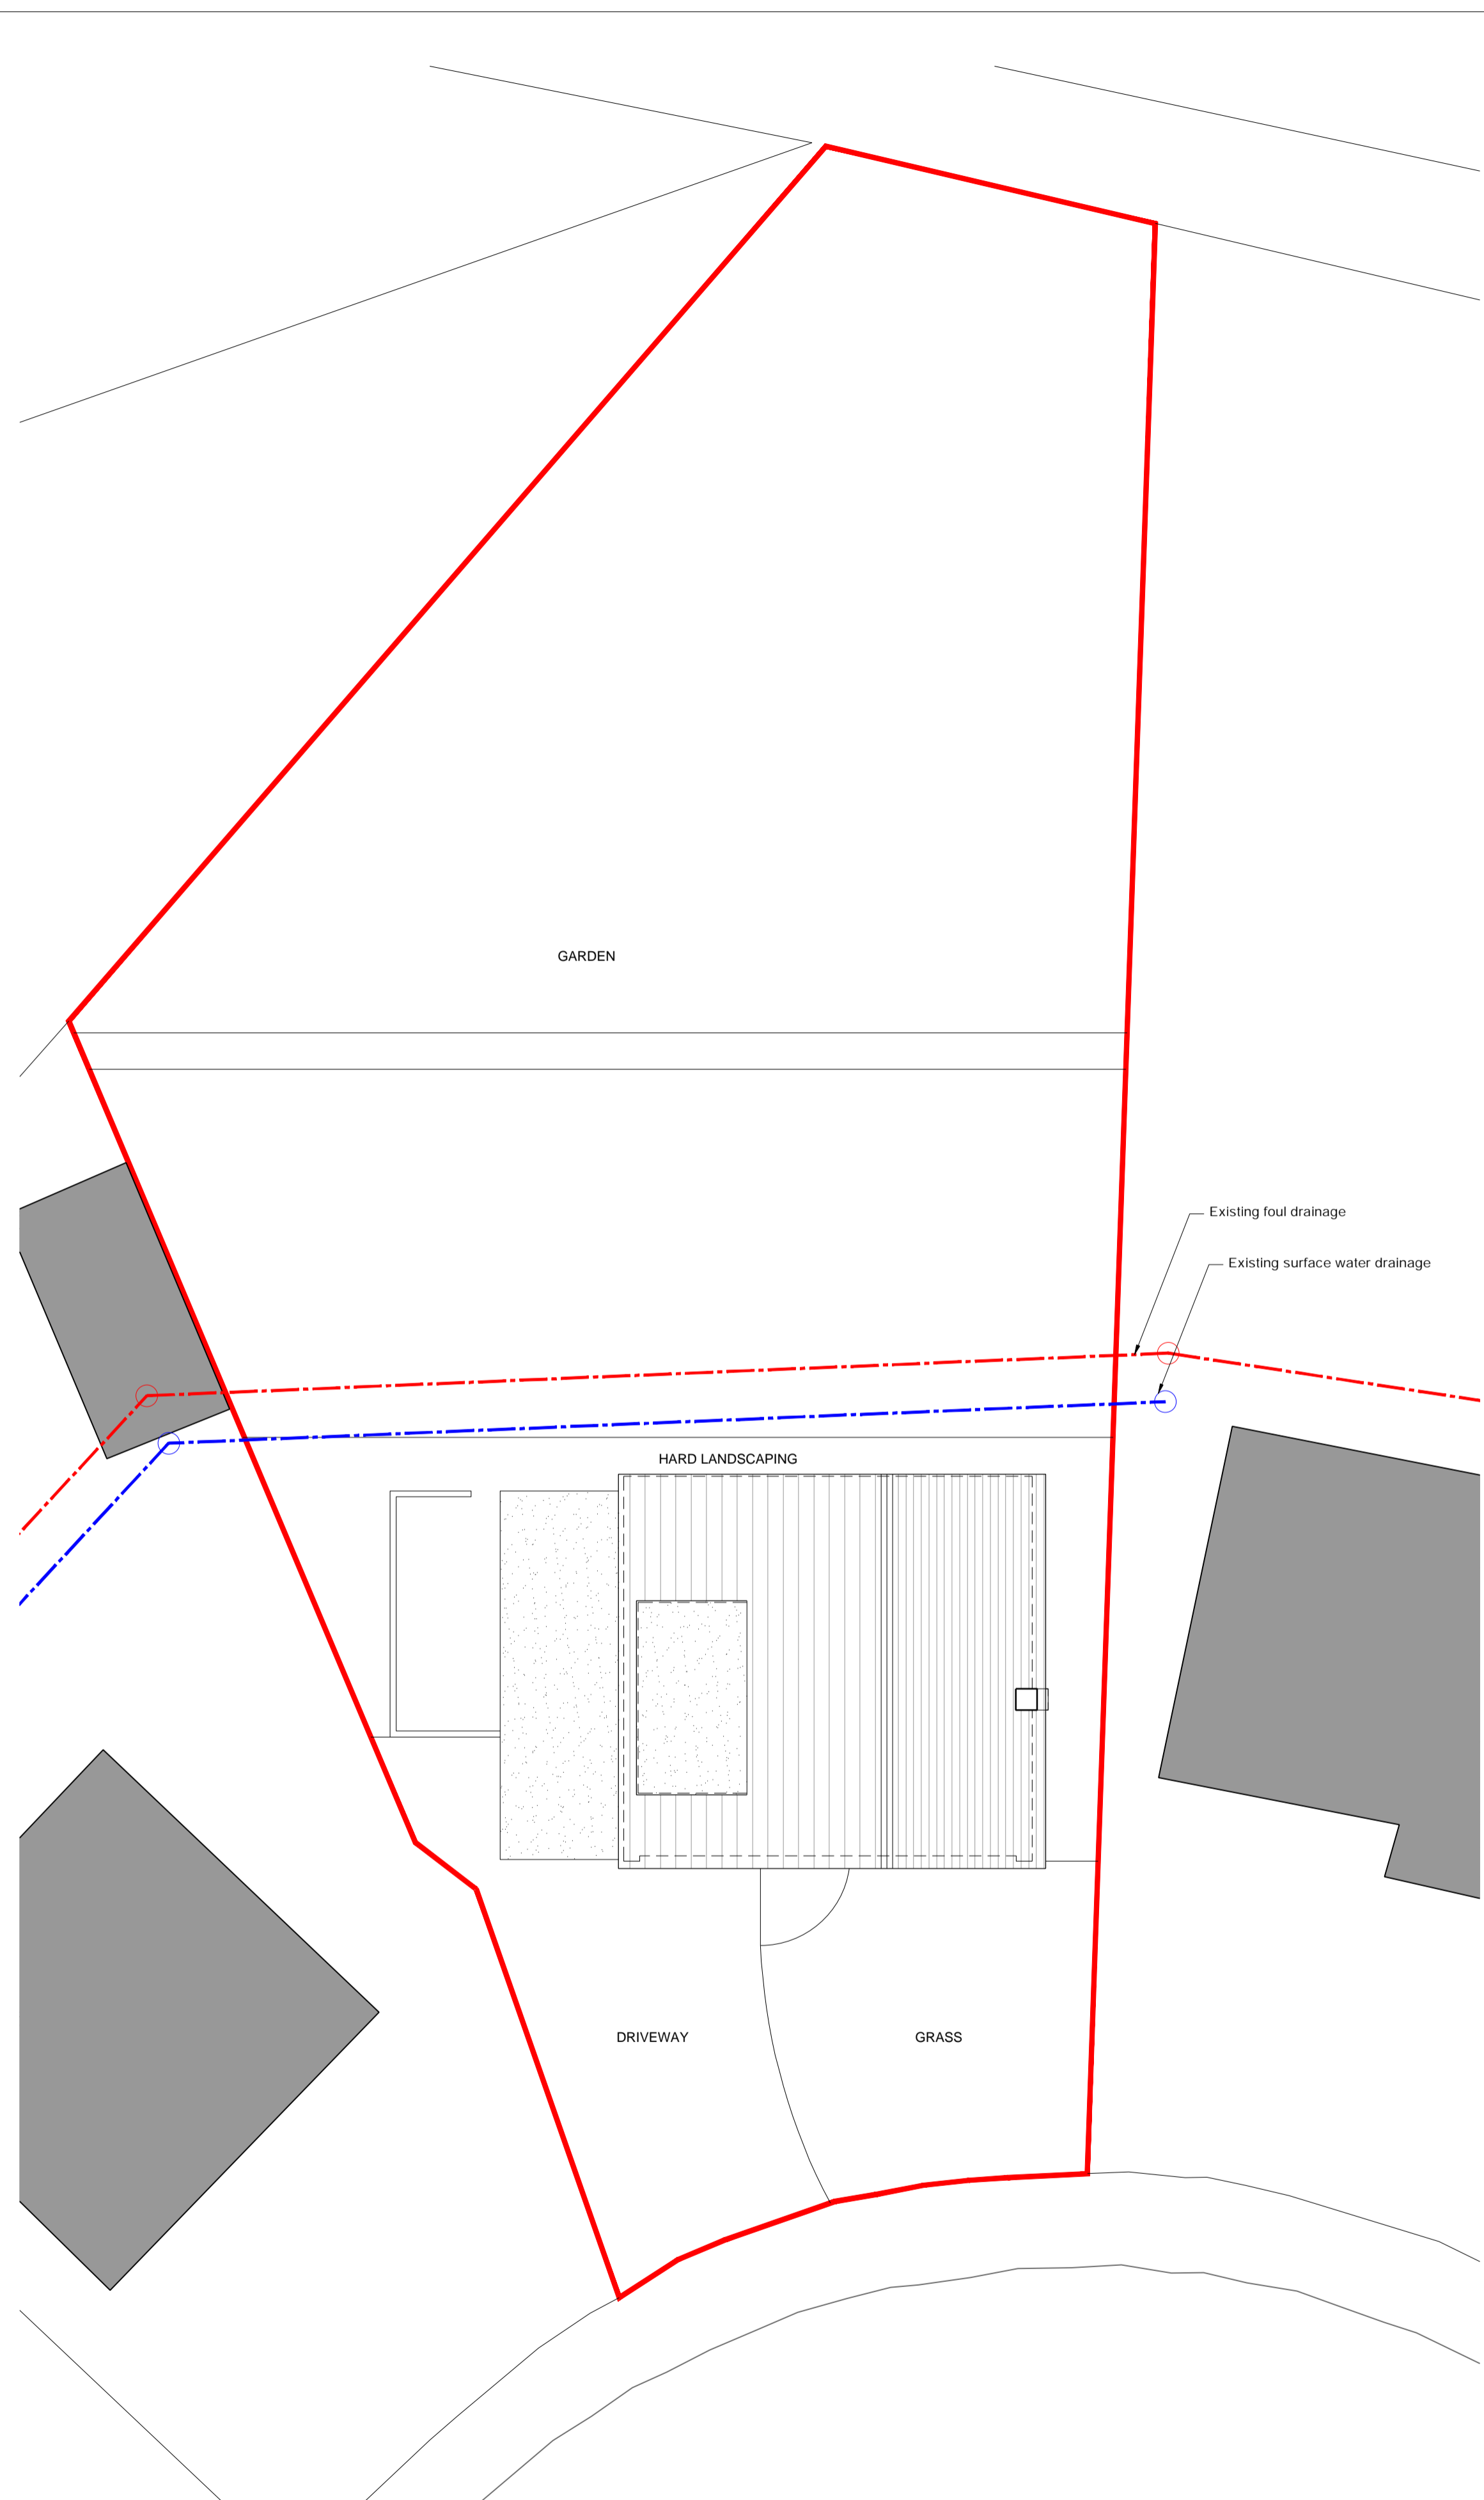 GARDEN
Existing foul drainage
Existing surface water drainage
HARD LANDSCAPING
DRIVEWAY
GRASS